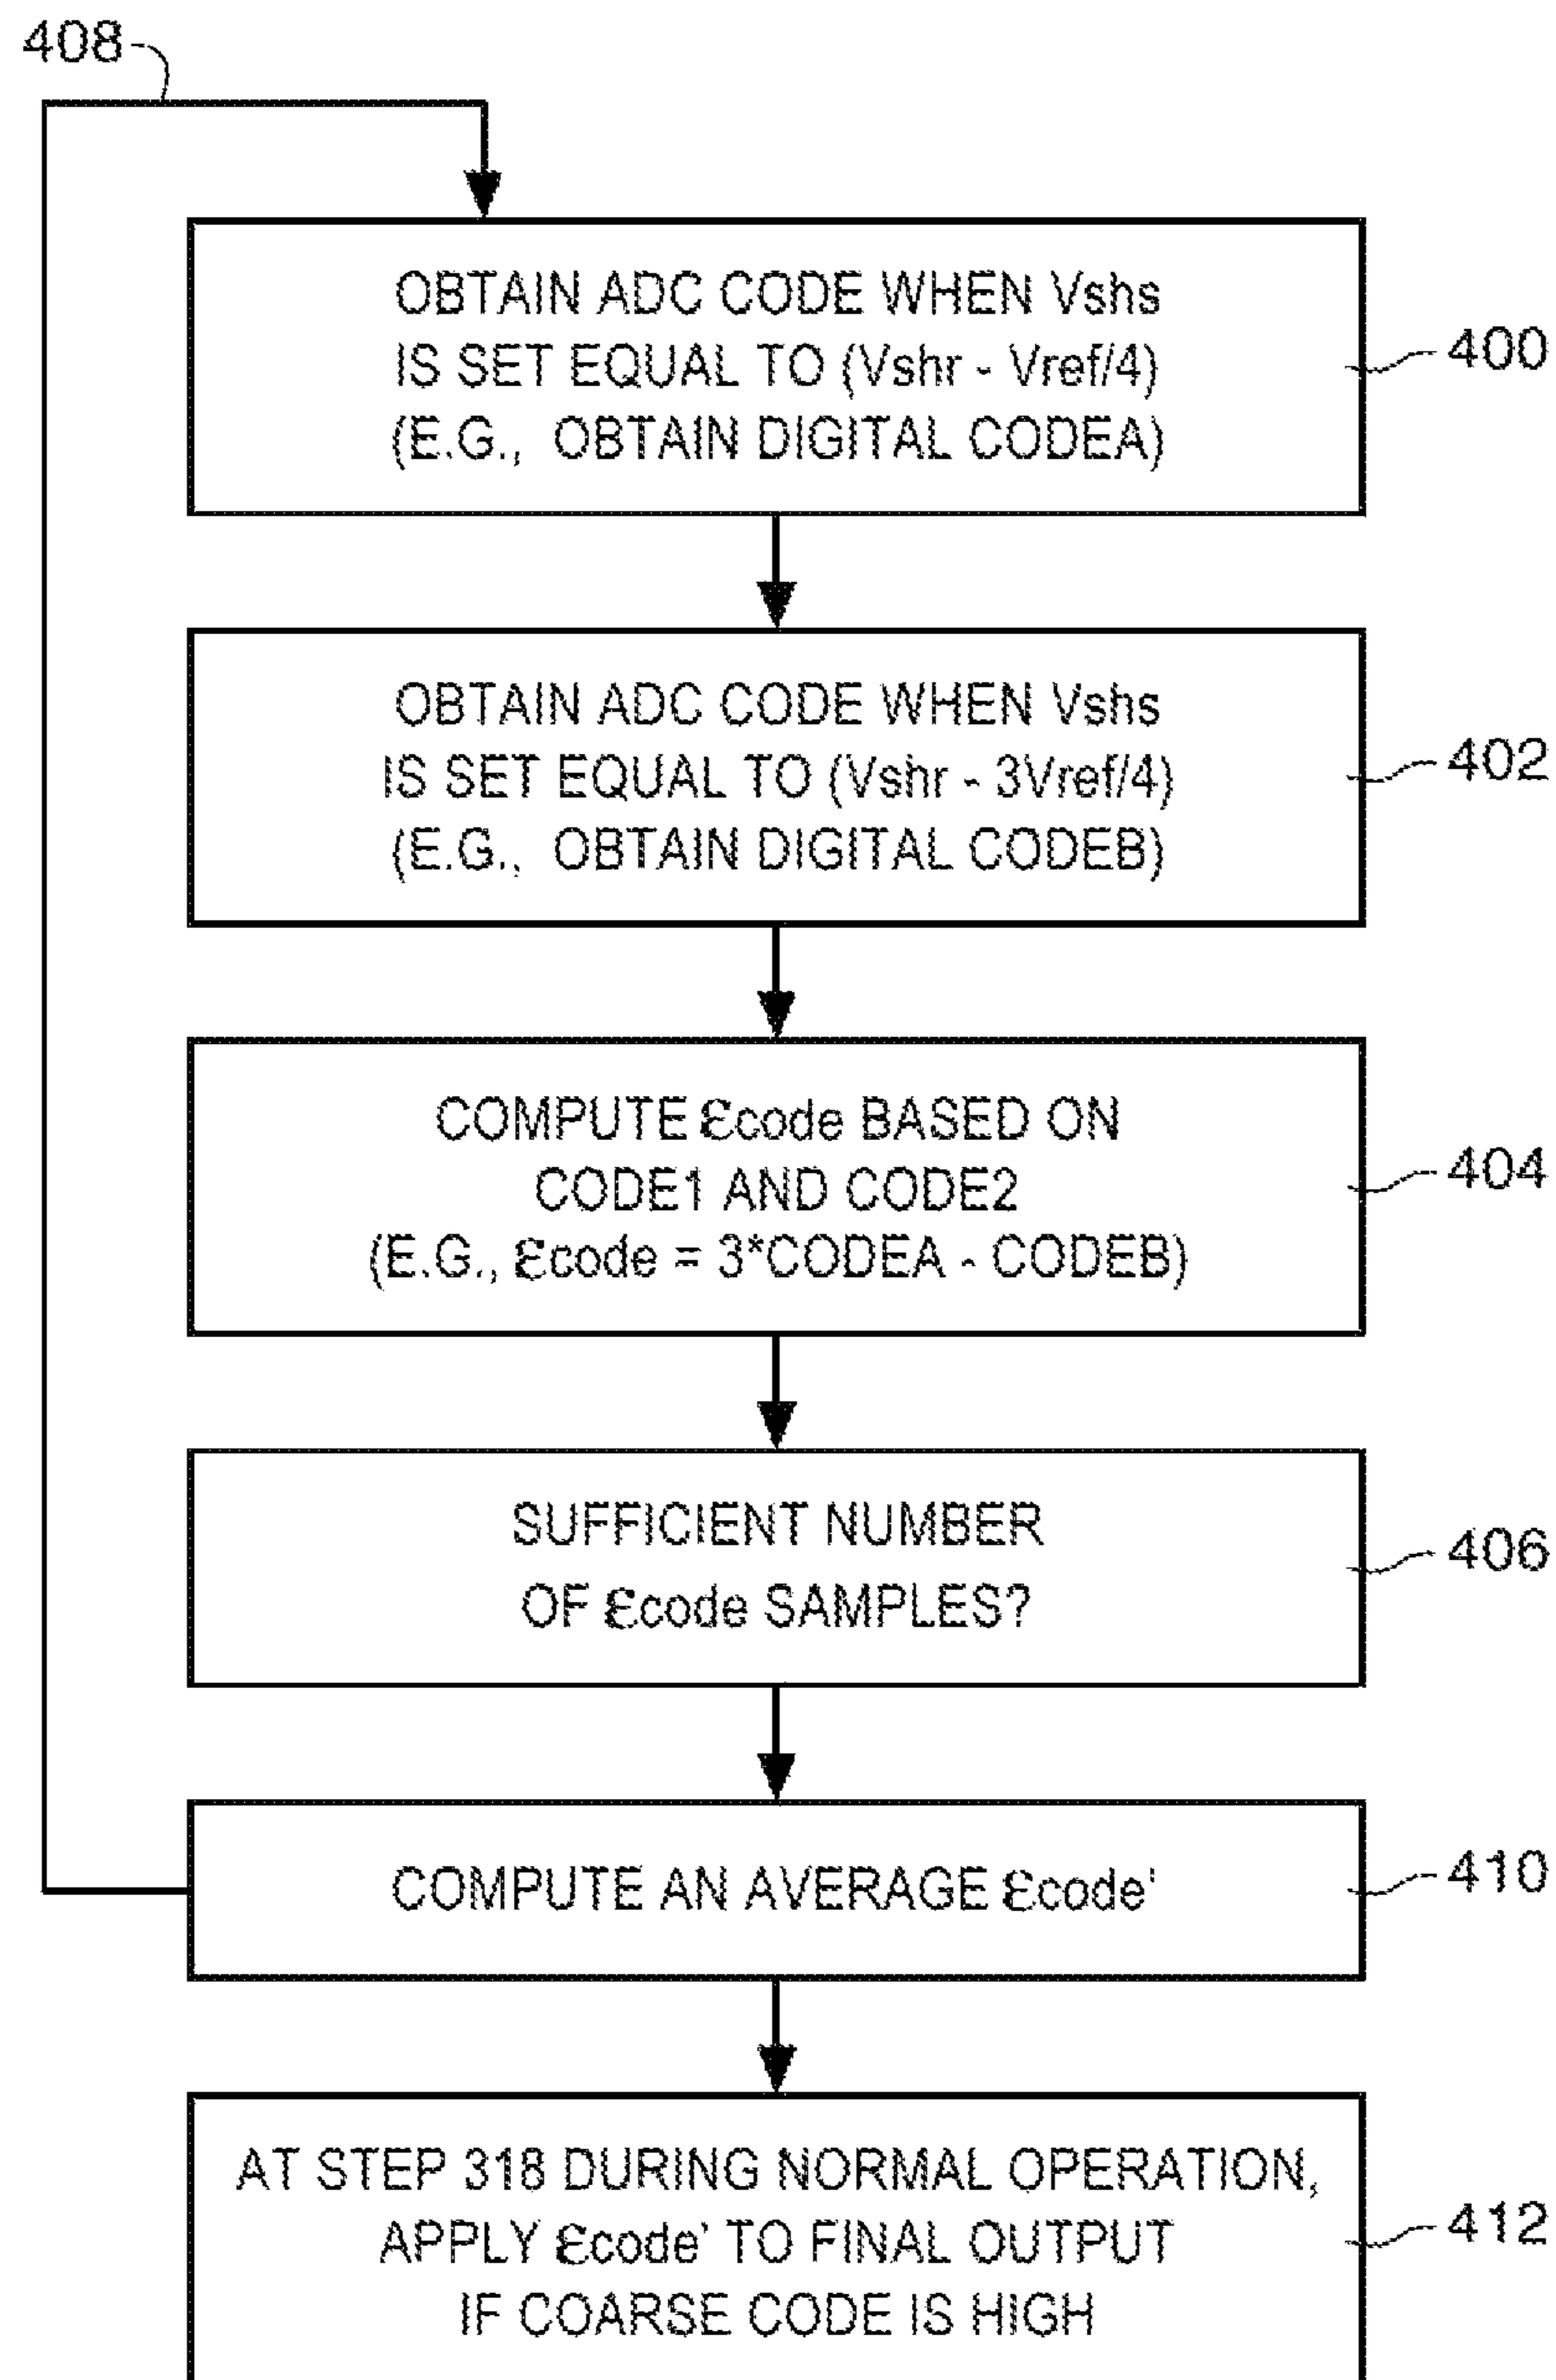 408
OBTAIN ADC CODE WHEN Vshs
IS SET EQUAL TO (Vshr - Vref/4)
(E.G., OBTAIN DIGITAL CODEA)
400
OBTAIN ADC CODE WHEN Vshs
IS SET EQUAL TO (Vshr - 3Vref/4)
(E.G., OBTAIN DIGITAL CODEB)
402
COMPUTE Ɛcode BASED ON
CODE1 AND CODE2
(E.G., Ɛcode = 3*CODEA - CODEB)
404
SUFFICIENT NUMBER
OF Ɛcode SAMPLES?
406
COMPUTE AN AVERAGE Ɛcode'
410
AT STEP 318 DURING NORMAL OPERATION,
APPLY Ɛcode' TO FINAL OUTPUT
IF COARSE CODE IS HIGH
412